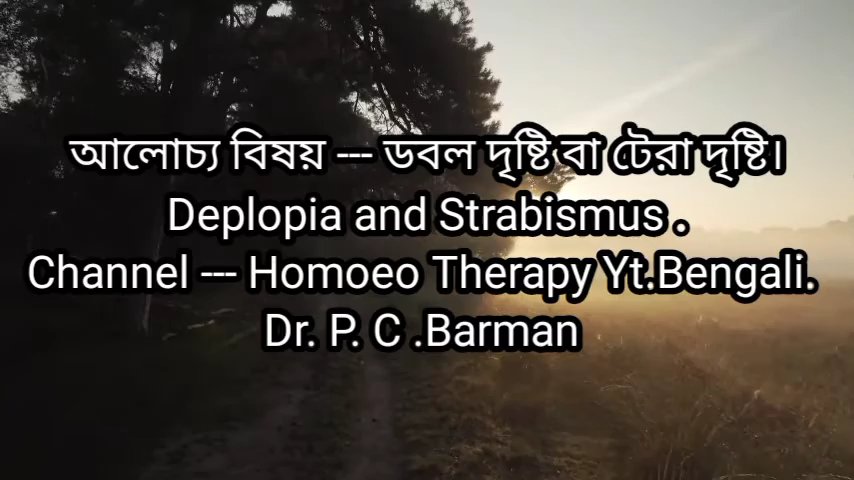 আলোচ্য বিষয় --- ডবল দৃষ্টি বা টেরা দৃষ্টি।
Deplopia and Strabismus .
Channel --- Homoeo Therapy Yt.Bengali.
Dr. P. C .Barman